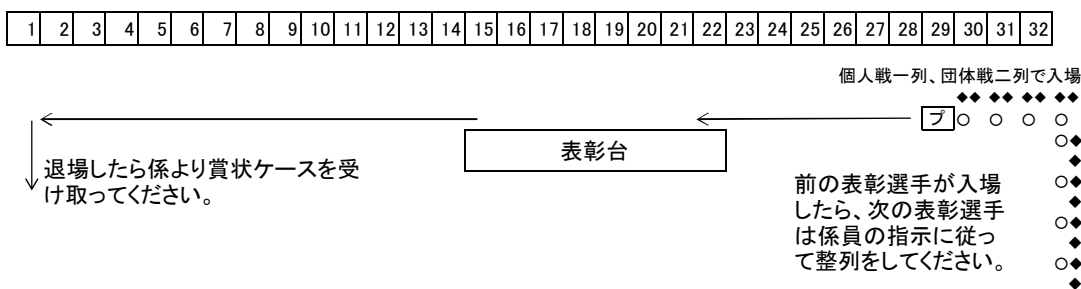 1 2 3 4 5 6 7 8 9 10 11 12 13 14 15 16 17 18 19 20 21 22 23 24 25 26 27 28 29 30 31 32
個人戦一列、団体戦二列で入場
プ
表彰台
退場したら係より賞状ケースを受
け取ってください。
前の表彰選手が入場
したら、次の表彰選手
は係員の指示に従っ
て整列をしてください。